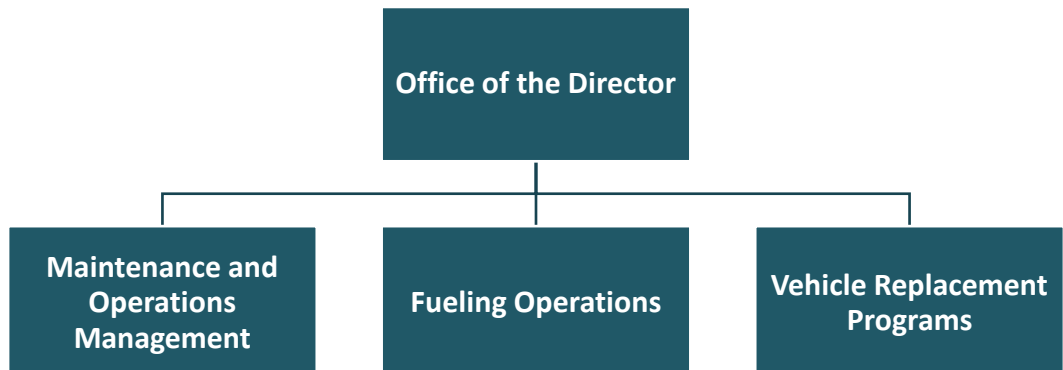 Office of the Director
Maintenance and
Operations
Management
Fueling Operations
Vehicle Replacement
Programs